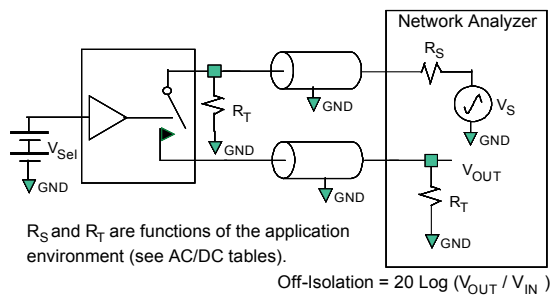 Network Analyzer
R_S
V_S
GND
R_T
GND
GND
V_Sel
GND
V_OUT
GND
R_T
GND
R_S and R_T are functions of the application
environment (see AC/DC tables).
Off-Isolation = 20 Log (V_OUT / V_IN )